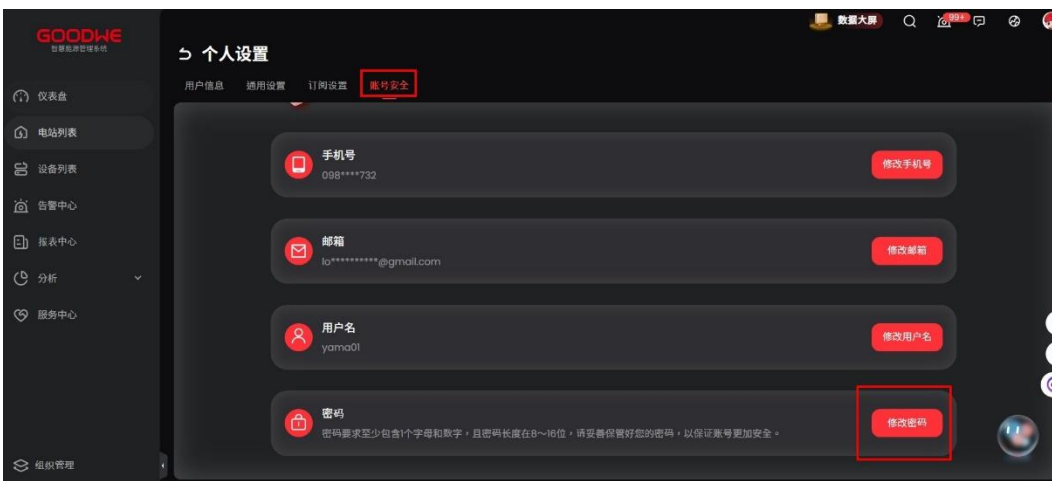 GOODWE
智慧能源管理系统
数据大屏
99+
个人设置
用户信息 通用设置 订阅设置 账号安全
仪表盘
电站列表
设备列表
告警中心
报表中心
分析
服务中心
组织管理
手机号
098****732
修改手机号
邮箱
lo**********@gmail.com
修改邮箱
用户名
yama01
修改用户名
密码
密码要求至少包含1个字母和数字，且密码长度在8～16位，请妥善保管好您的密码，以保证账号更加安全。
修改密码